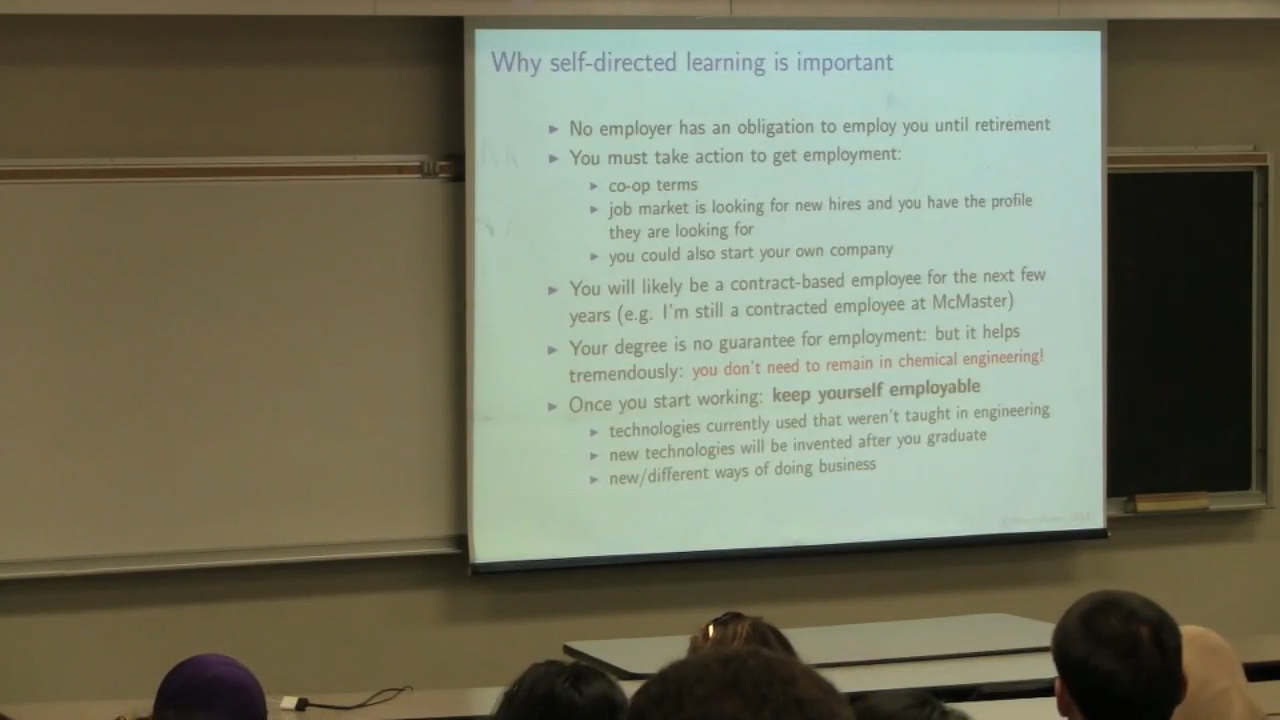 Why self-directed learning is important
► No employer has an obligation to employ you until retirement
► You must take action to get employment:
► co-op terms
► job market is looking for new hires and you have the profile
they are looking for
► you could also start your own company
► You will likely be a contract-based employee for the next few
years (e.g. I'm still a contracted employee at McMaster)
► Your degree is no guarantee for employment: but it helps
tremendously: you don't need to remain in chemical engineering!
► Once you start working: keep yourself employable
► technologies currently used that weren't taught in engineering
► new technologies will be invented after you graduate
► new/different ways of doing business